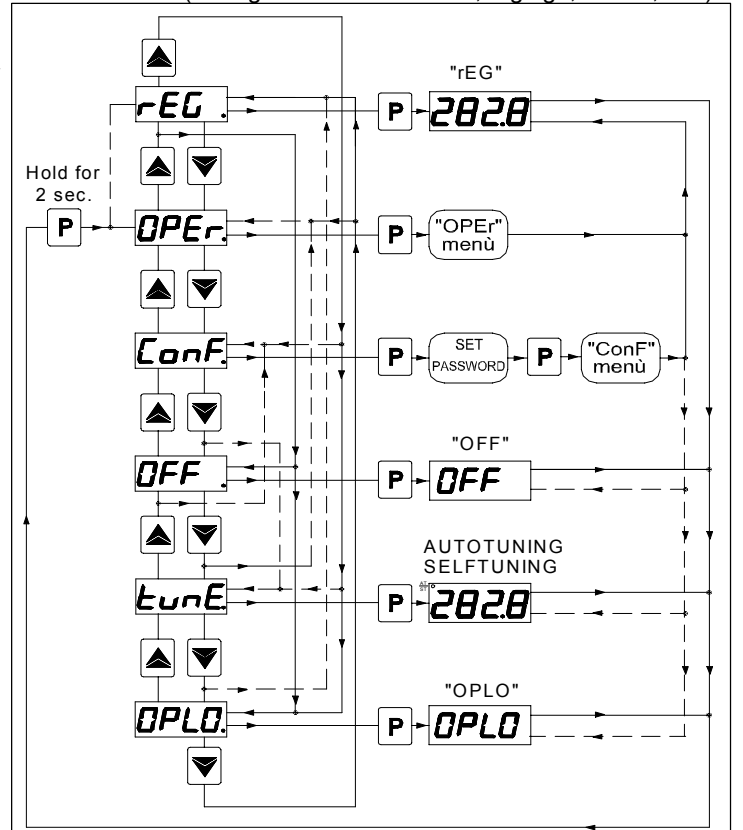 "rEG"
rEG .
P
282.8
Hold for
2 sec.
P
OPEr.
P
"OPEr"
menù
ConF.
P
SET
PASSWORD
P
"ConF"
menù
"OFF"
OFF .
P
OFF
AUTOTUNING
SELFTUNING
tunE.
P
282.8
"OPLO"
OPLO.
P
OPLO